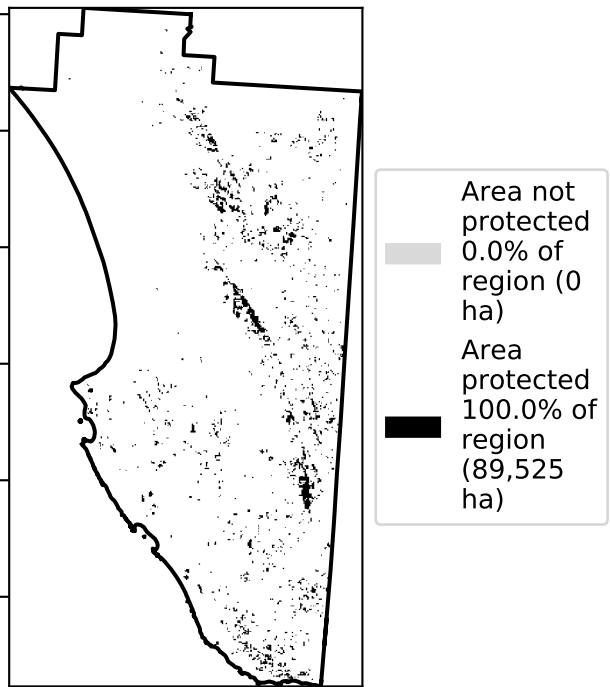 Area not
protected
0.0% of
region (0
ha)
Area
protected
100.0% of
region
(89,525
ha)